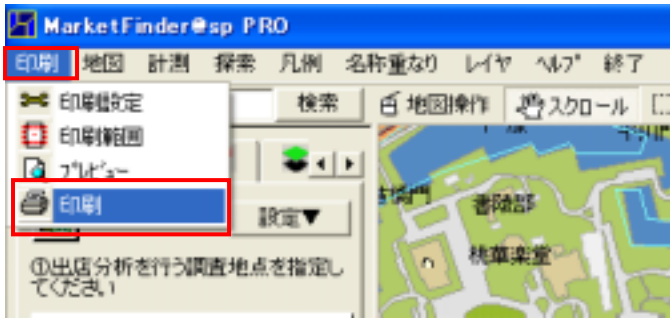 MarketFinder@sp PRO
印刷 地図 計測 探索 凡例 名称重なり レイヤ ヘルプ 終了
印刷設定 検索 地図操作 スクロール
印刷範囲
プレビュー
印刷 書陵部
設定▼
桃華楽堂
①出店分析を行う調査地点を指定し
てください